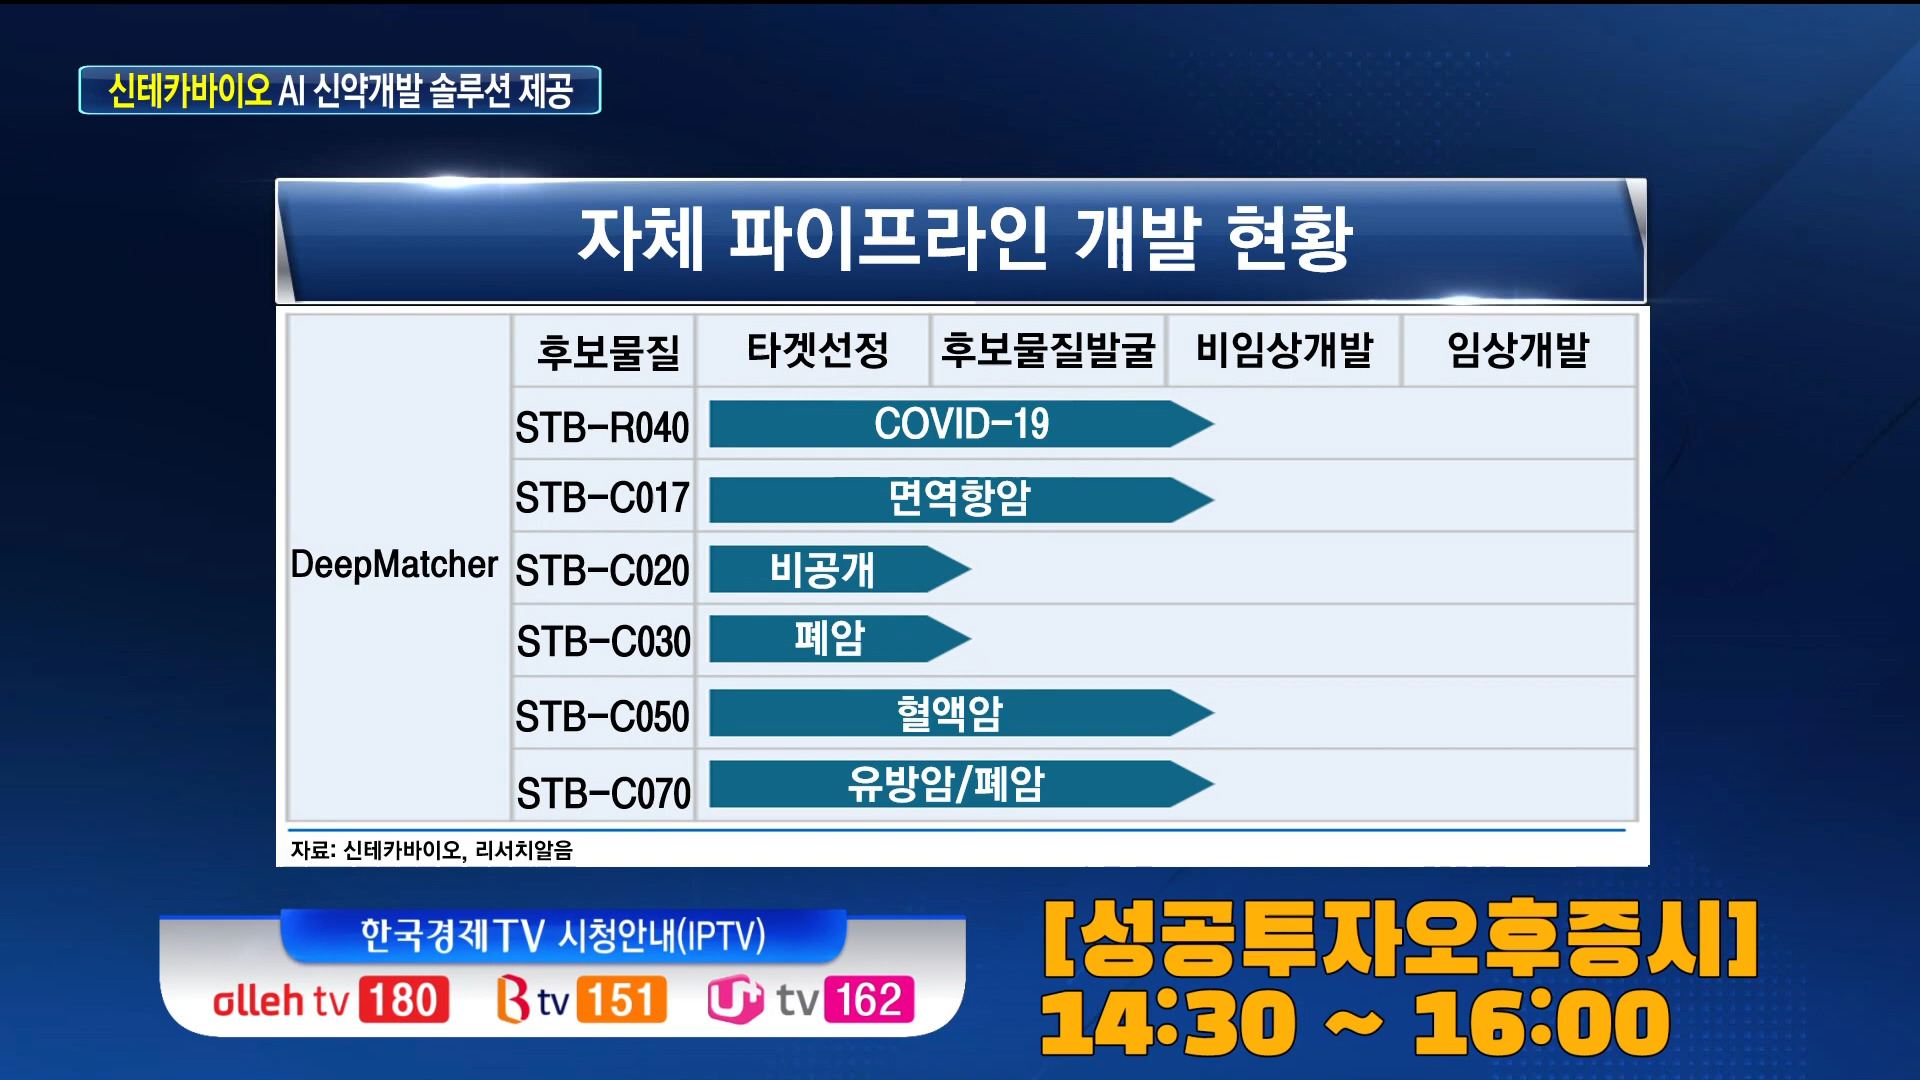 신테카바이오 AI 신약개발 솔루션 제공
자체 파이프라인 개발 현황
후보물질 타겟선정 후보물질발굴 비임상개발 임상개발
DeepMatcher
STB-R040 COVID-19
STB-C017 면역항암
STB-C020 비공개
STB-C030 폐암
STB-C050 혈액암
STB-C070 유방암/폐암
자료: 신테카바이오, 리서치알음
한국경제TV 시청안내(IPTV)
olleh tv 180 B tv 151 U+ tv 162
[성공투자오후증시]
14:30 ~ 16:00